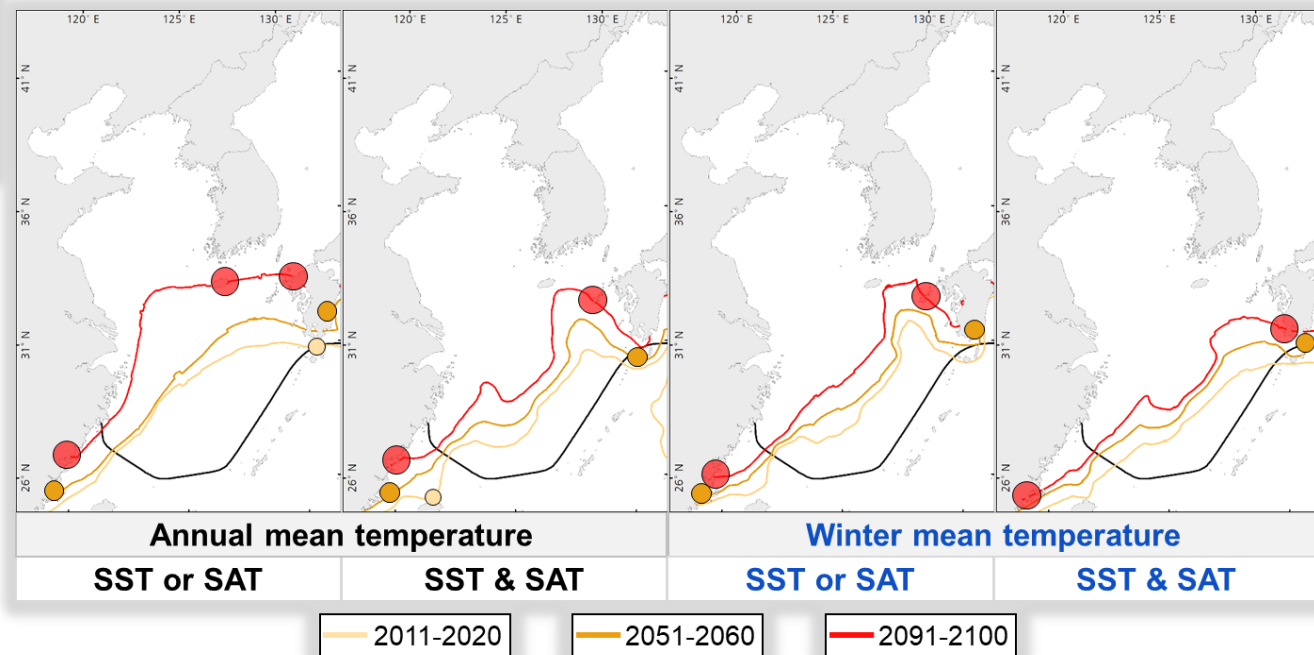 120° E 125° E 130° E 120° E 125° E 130° E 120° E 125° E 130° E 120° E 125° E 130° E
41° N 41° N 41° N 41° N
36° N 36° N 36° N 36° N
31° N 31° N 31° N 31° N
26° N 26° N 26° N 26° N
Annual mean temperature Winter mean temperature
SST or SAT SST & SAT SST or SAT SST & SAT
2011-2020 2051-2060 2091-2100